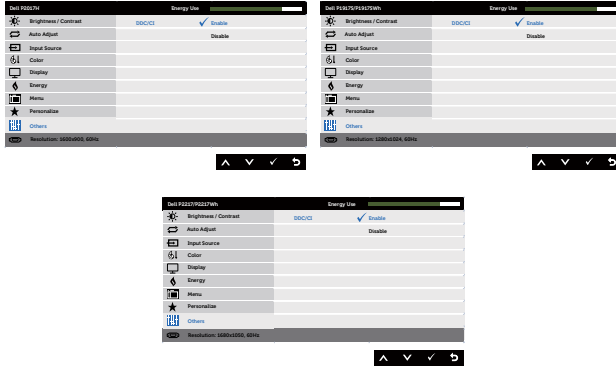 Dell P2017H Energy Use
Brightness / Contrast DDC/CI Enable
Auto Adjust Disable
Input Source
Color
Display
Energy
Menu
Personalize
Others
Resolution: 1600x900, 60Hz
Dell P1917S/P1917SWh Energy Use
Brightness / Contrast DDC/CI Enable
Auto Adjust Disable
Input Source
Color
Display
Energy
Menu
Personalize
Others
Resolution: 1280x1024, 60Hz
Dell P2217/P2217Wh Energy Use
Brightness / Contrast DDC/CI Enable
Auto Adjust Disable
Input Source
Color
Display
Energy
Menu
Personalize
Others
Resolution: 1680x1050, 60Hz